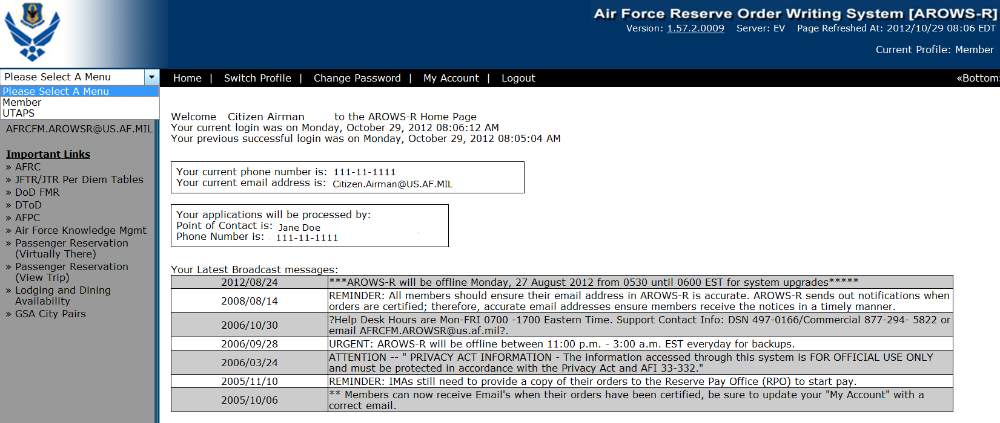 Air Force Reserve Order Writing System [AROWS-R]
Version: 1.57.2.0009 Server: EV Page Refreshed At: 2012/10/29 08:06 EDT
Current Profile: Member
Please Select A Menu
Home | Switch Profile | Change Password | My Account | Logout
«Bottom
Please Select A Menu
Member
UTAPS
AFRCFM.AROWSR@US.AF.MIL
Important Links
» AFRC
» JFTR/JTR Per Diem Tables
» DoD FMR
» DToD
» AFPC
» Air Force Knowledge Mgmt
» Passenger Reservation
(Virtually There)
» Passenger Reservation
(View Trip)
» Lodging and Dining
Availability
» GSA City Pairs
Welcome Citizen Airman to the AROWS-R Home Page
Your current login was on Monday, October 29, 2012 08:06:12 AM
Your previous successful login was on Monday, October 29, 2012 08:05:04 AM
Your current phone number is: 111-11-1111
Your current email address is: Citizen.Airman@US.AF.MIL
Your applications will be processed by:
Point of Contact is: Jane Doe
Phone Number is: 111-11-1111
Your Latest Broadcast messages:
2012/08/24 ***AROWS-R will be offline Monday, 27 August 2012 from 0530 until 0600 EST for system upgrades*****
2008/08/14 REMINDER: All members should ensure their email address in AROWS-R is accurate. AROWS-R sends out notifications when
orders are certified; therefore, accurate email addresses ensure members receive the notices in a timely manner.
2006/10/30 ?Help Desk Hours are Mon-FRI 0700 -1700 Eastern Time. Support Contact Info: DSN 497-0166/Commercial 877-294- 5822 or
email AFRCFM.AROWSR@us.af.mil?.
2006/09/28 URGENT: AROWS-R will be offline between 11:00 p.m. - 3:00 a.m. EST everyday for backups.
2006/03/24 ATTENTION -- " PRIVACY ACT INFORMATION - The information accessed through this system is FOR OFFICIAL USE ONLY
and must be protected in accordance with the Privacy Act and AFI 33-332."
2005/11/10 REMINDER: IMAs still need to provide a copy of their orders to the Reserve Pay Office (RPO) to start pay.
2005/10/06 ** Members can now receive Email's when their orders have been certified, be sure to update your "My Account" with a
correct email.